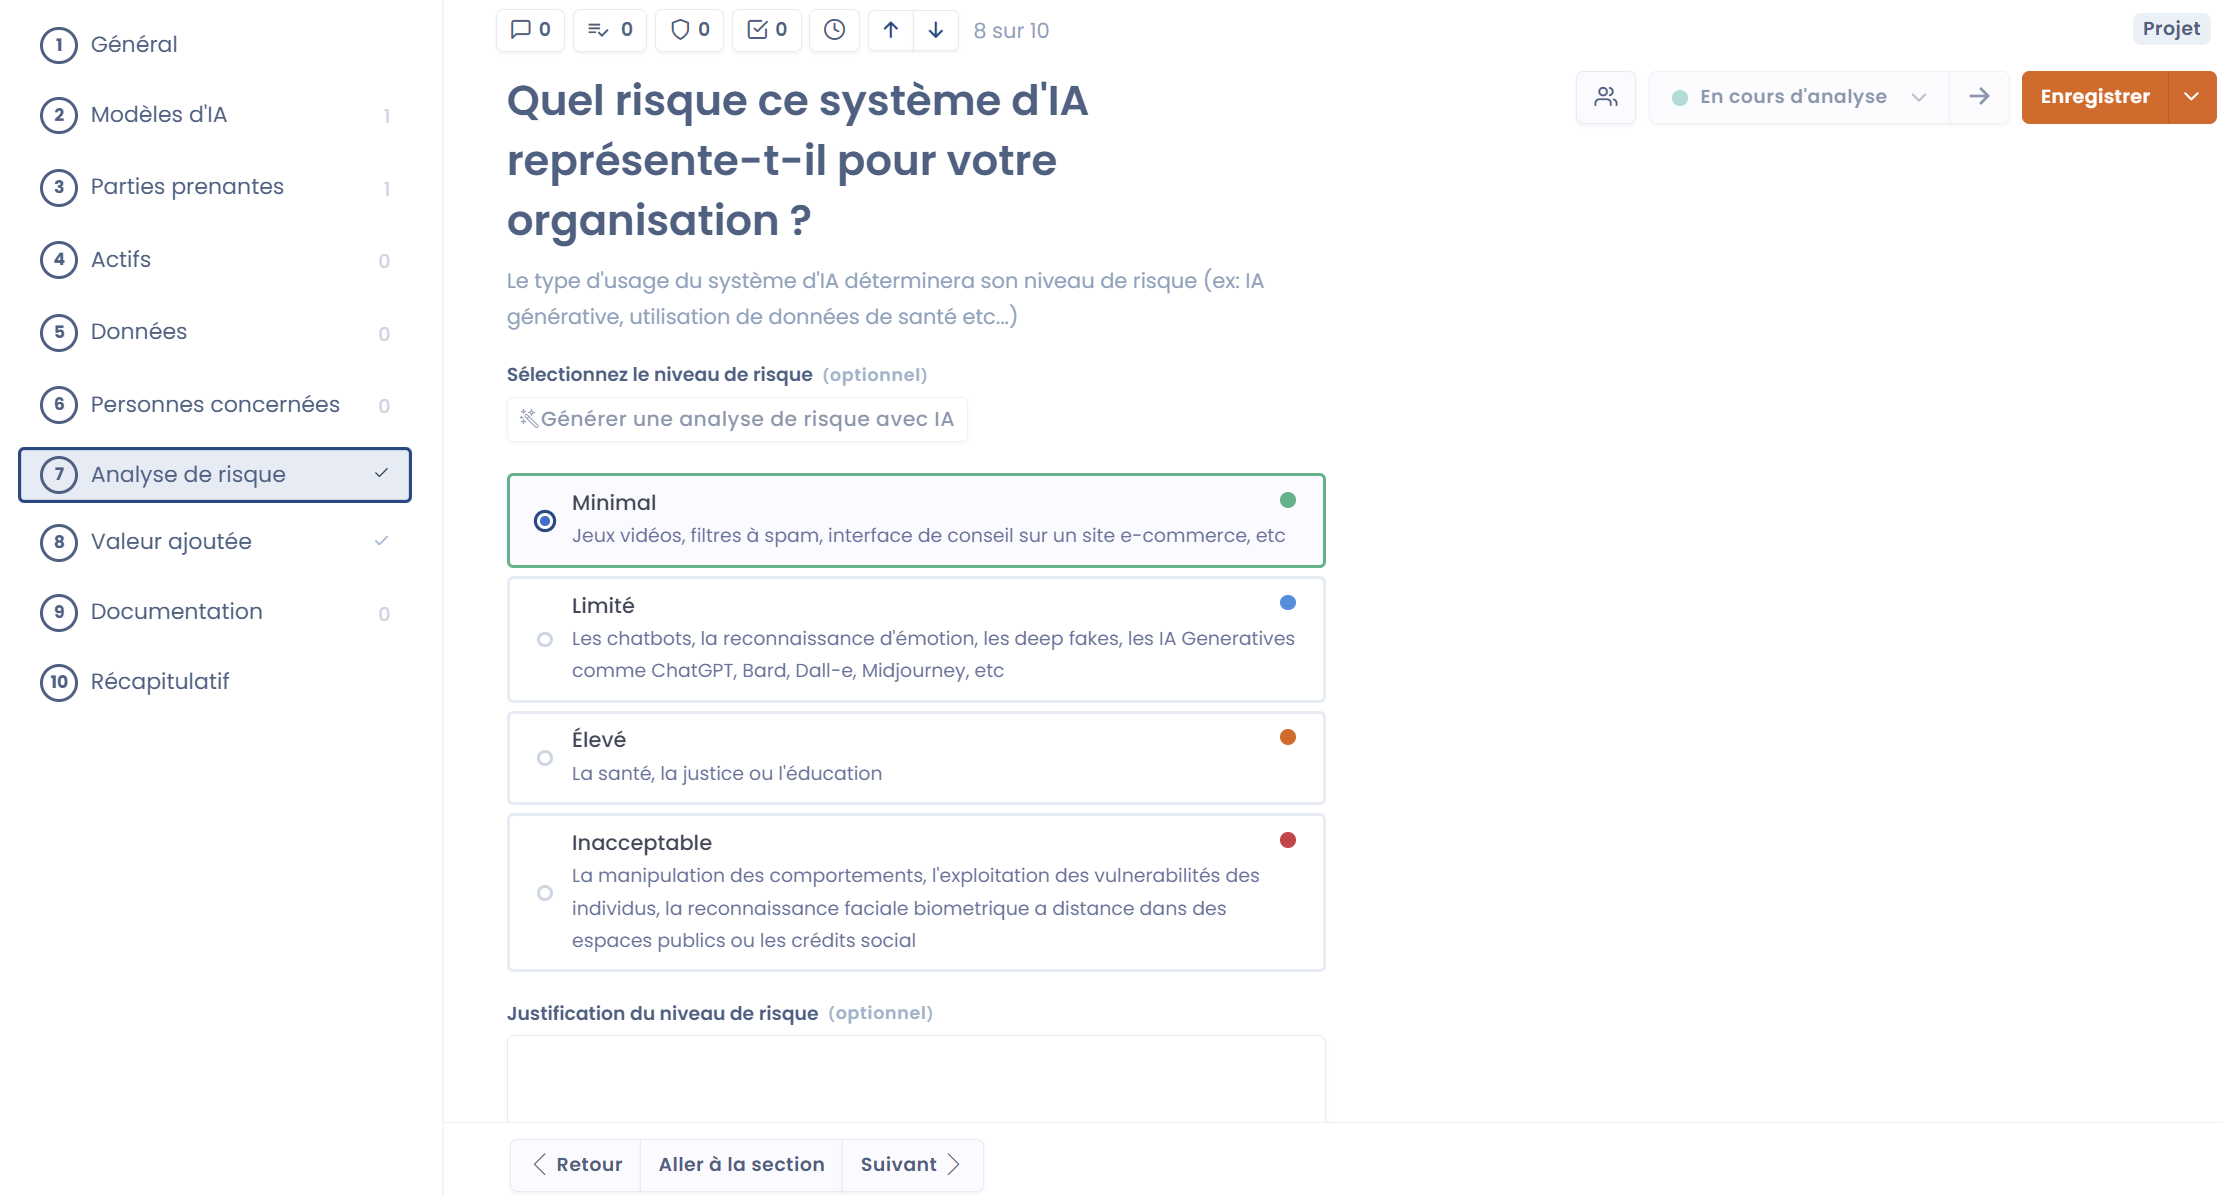 1 Général
2 Modèles d'IA 1
3 Parties prenantes 1
4 Actifs 0
5 Données 0
6 Personnes concernées 0
7 Analyse de risque
8 Valeur ajoutée
9 Documentation 0
10 Récapitulatif
0 0 0 0 8 sur 10
Projet
En cours d'analyse
Enregistrer
Quel risque ce système d'IA
représente-t-il pour votre
organisation ?
Le type d'usage du système d'IA déterminera son niveau de risque (ex: IA
générative, utilisation de données de santé etc...)
Sélectionnez le niveau de risque (optionnel)
Générer une analyse de risque avec IA
Minimal
Jeux vidéos, filtres à spam, interface de conseil sur un site e-commerce, etc
Limité
Les chatbots, la reconnaissance d'émotion, les deep fakes, les IA Generatives
comme ChatGPT, Bard, Dall-e, Midjourney, etc
Élevé
La santé, la justice ou l'éducation
Inacceptable
La manipulation des comportements, l'exploitation des vulnerabilités des
individus, la reconnaissance faciale biometrique a distance dans des
espaces publics ou les crédits social
Justification du niveau de risque (optionnel)
Retour Aller à la section Suivant